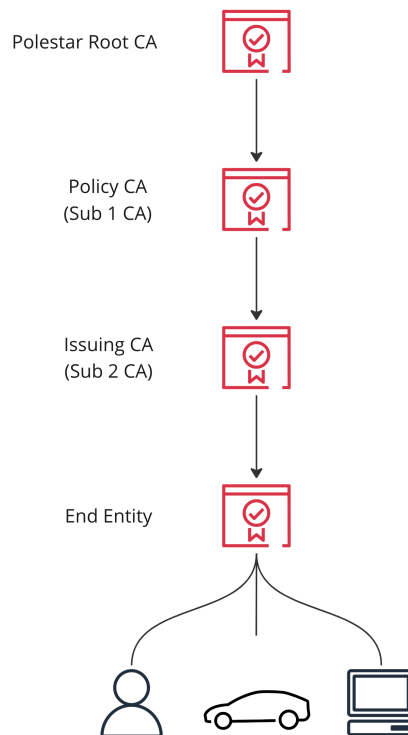 Polestar Root CA
Policy CA
(Sub 1 CA)
Issuing CA
(Sub 2 CA)
End Entity